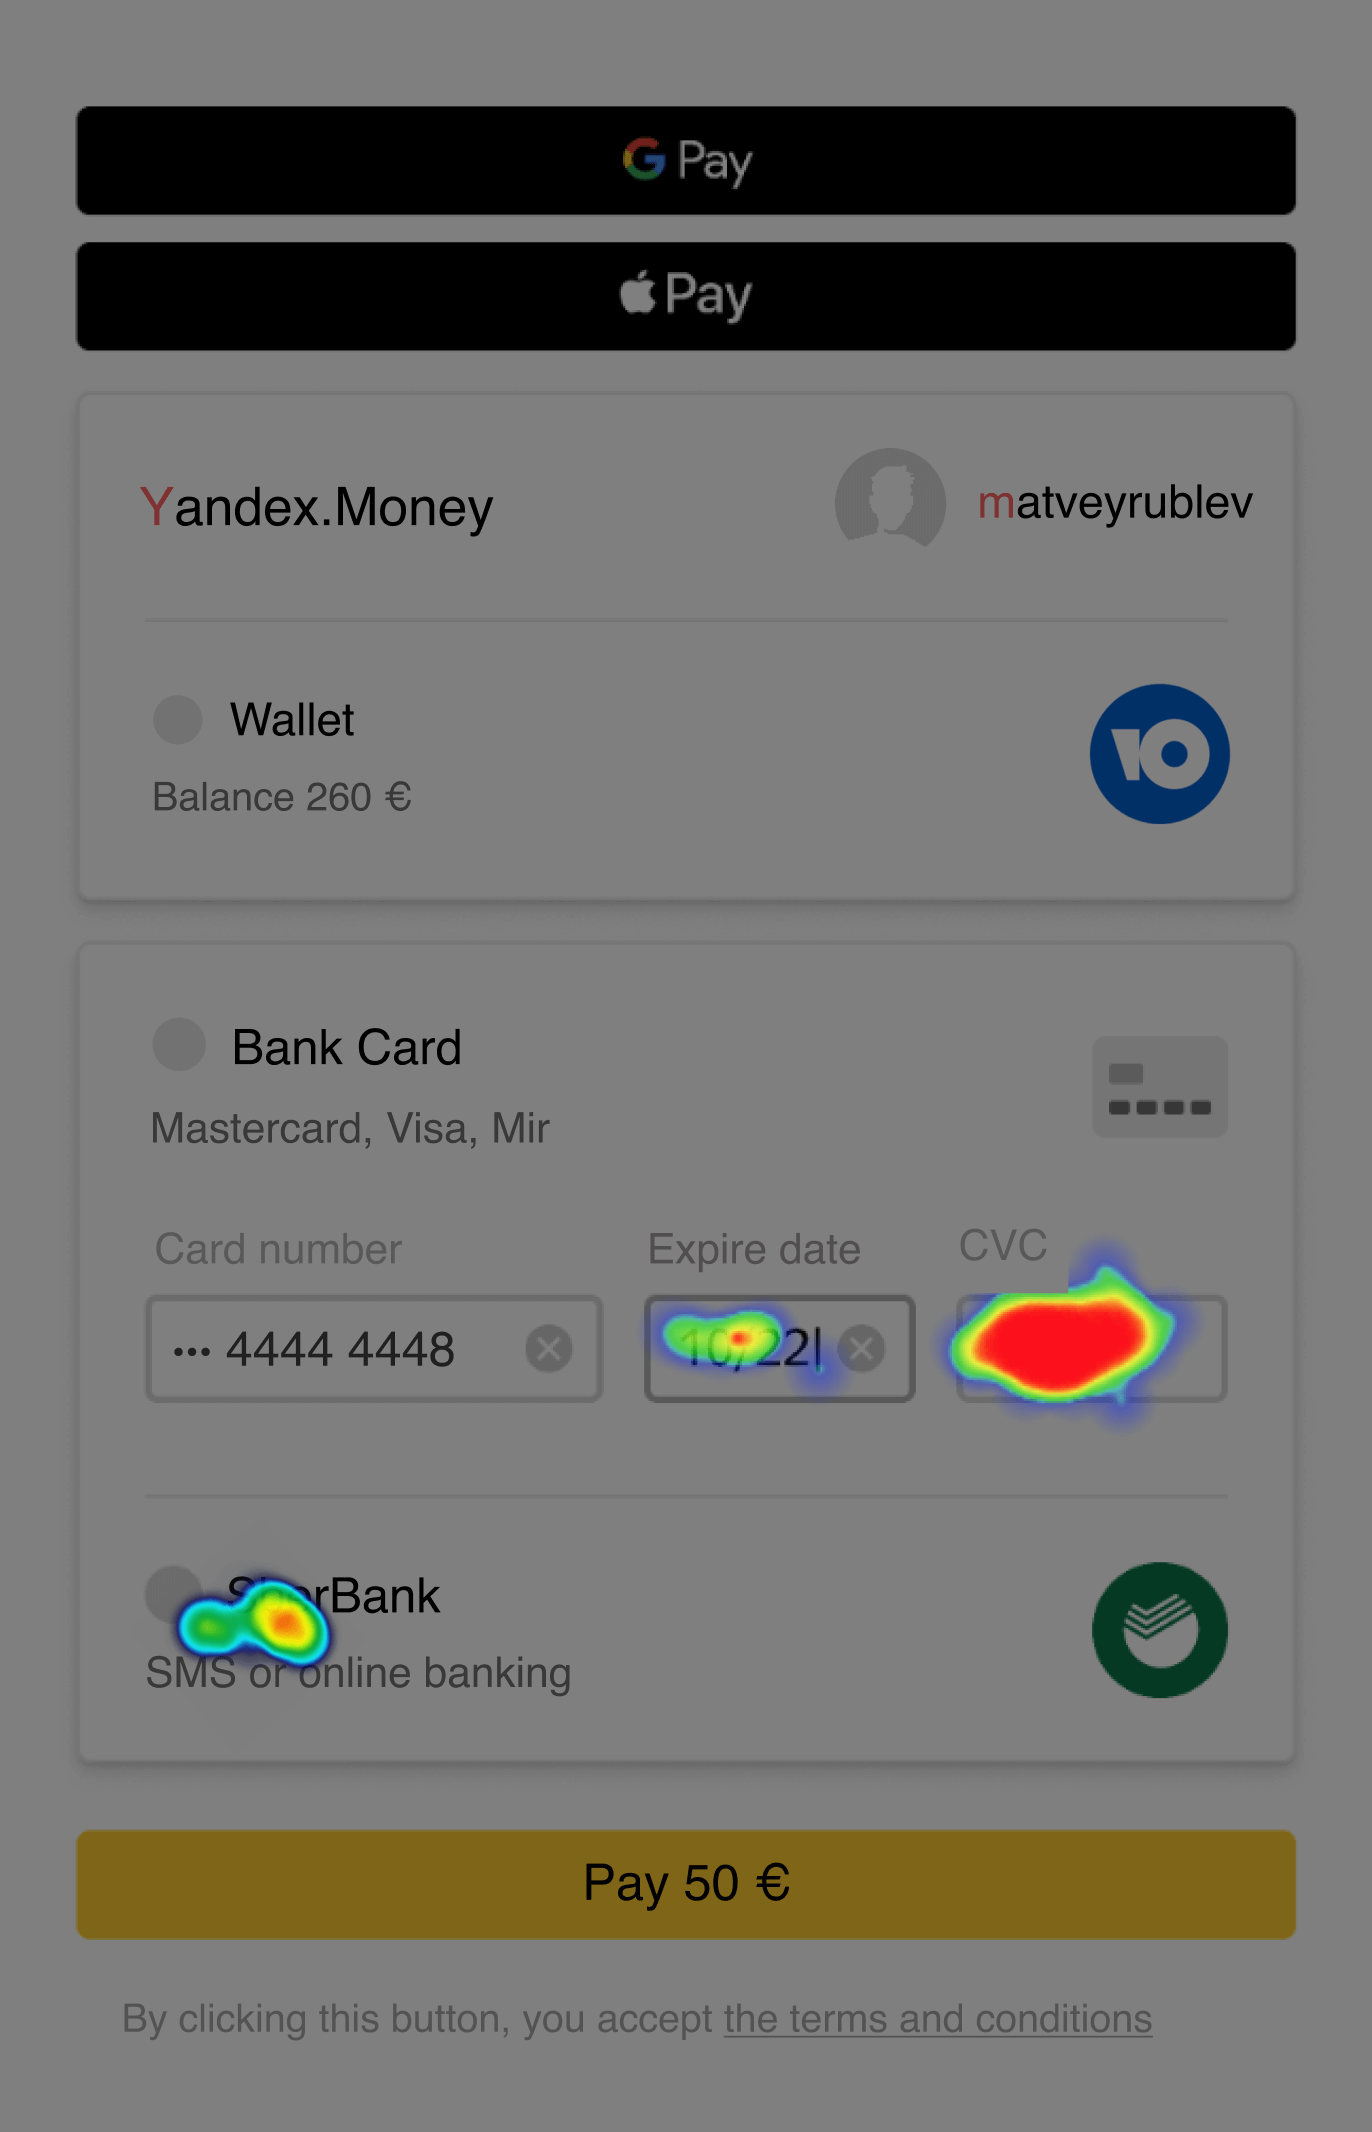 G Pay
Pay
Yandex.Money
matveyrublev
Wallet
Balance 260 €
Bank Card
Mastercard, Visa, Mir
Card number
Expire date
CVC
••• 4444 4448
10/22
SberBank
SMS or online banking
Pay 50 €
By clicking this button, you accept the terms and conditions